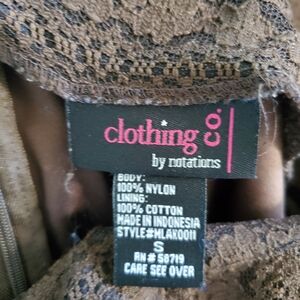 clothing co.
by notations
BODY:
100% NYLON
LINING:
100% COTTON
MADE IN INDONESIA
STYLE#MLAK0011
S
RN# 58719
CARE SEE OVER